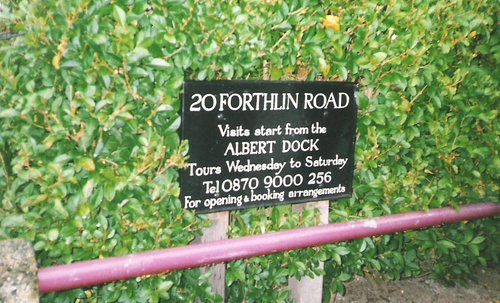 20 FORTHLIN ROAD
Visits start from the
ALBERT DOCK
Tours Wednesday to Saturday
Tel 0870 9000 256
For opening & booking arrangements